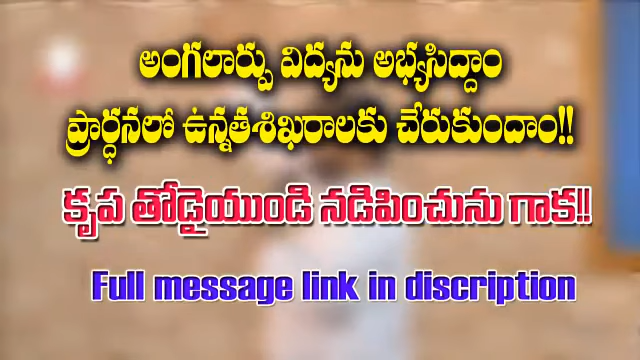 అంగలార్పు విద్యను అభ్యసిద్దాం
ప్రార్ధనలో ఉన్నతశిఖరాలకు చేరుకుందాం!!
కృప తోడైయుండి నడిపించును గాక!!
Full message link in discription